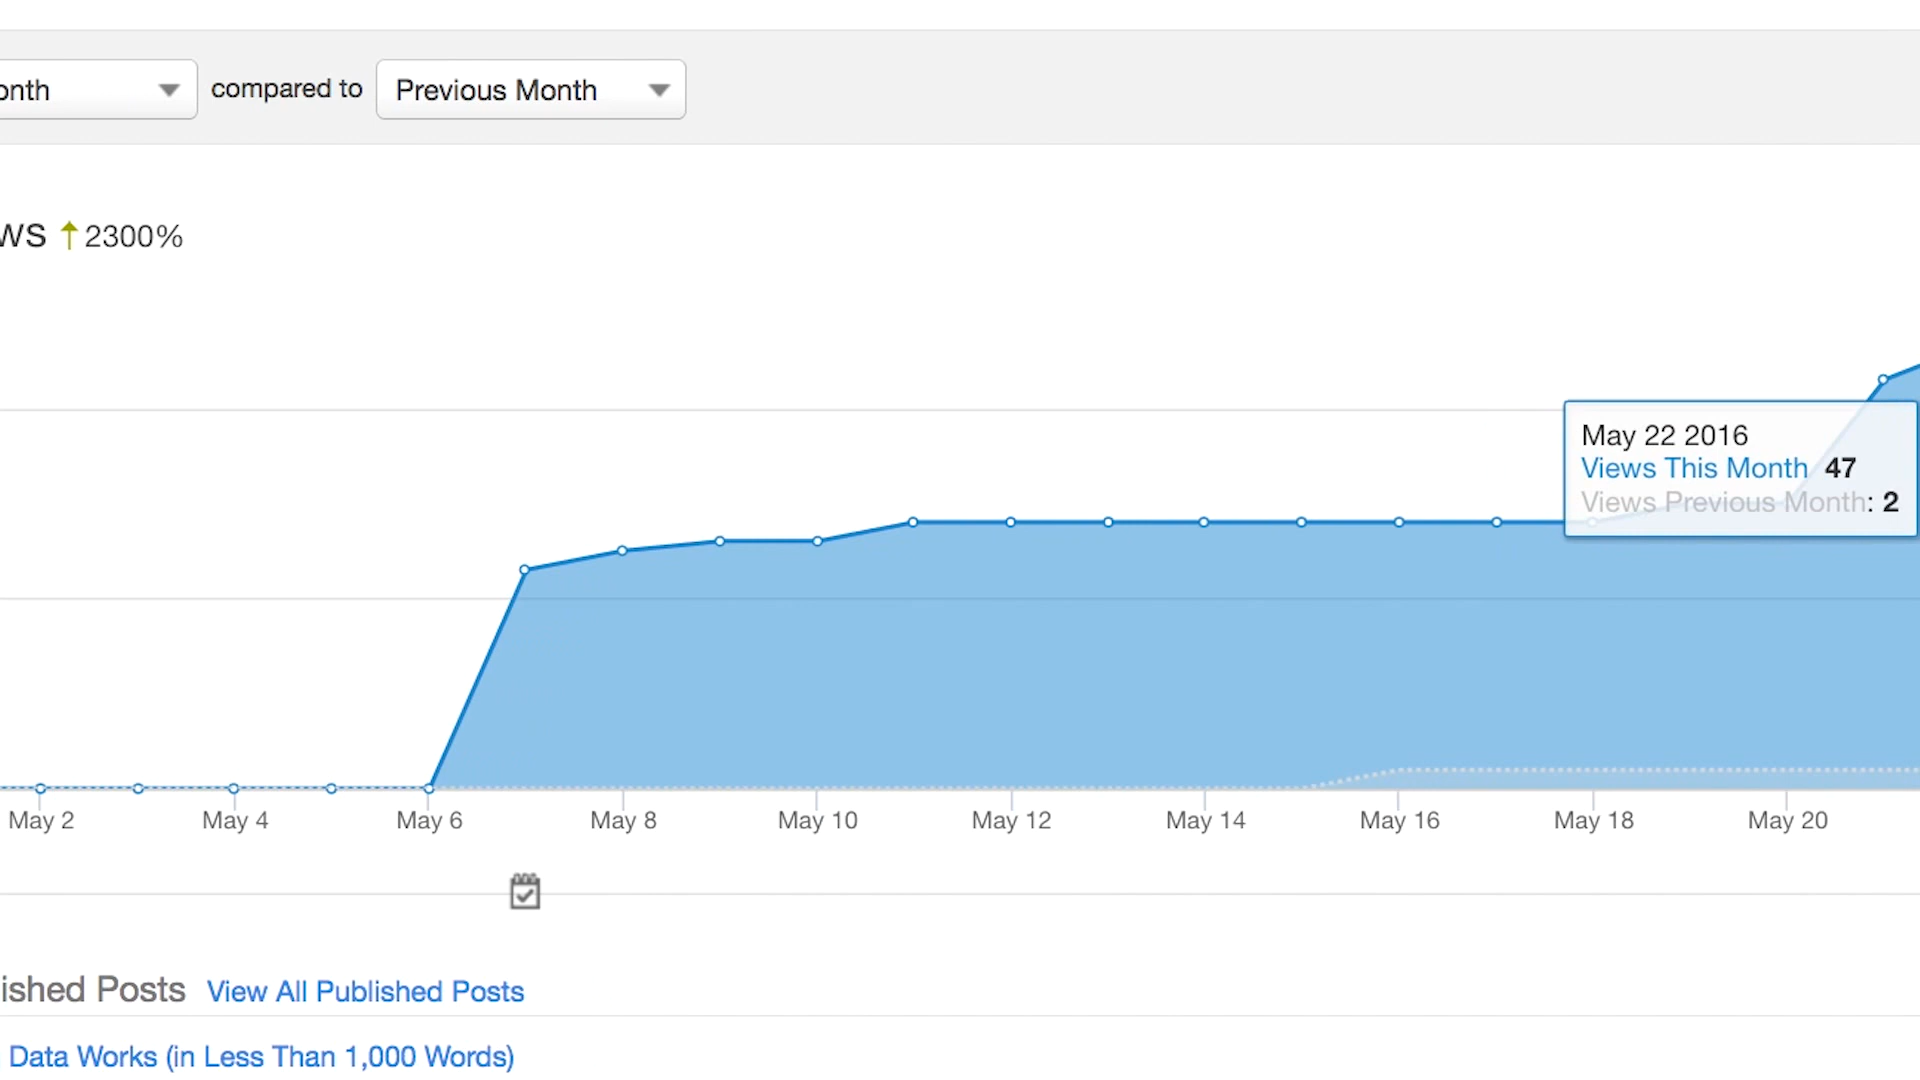 onth compared to Previous Month
ws 2300%
May 22 2016
Views This Month 47
Views Previous Month: 2
May 2 May 4 May 6 May 8 May 10 May 12 May 14 May 16 May 18 May 20
ished Posts View All Published Posts
Data Works (in Less Than 1,000 Words)